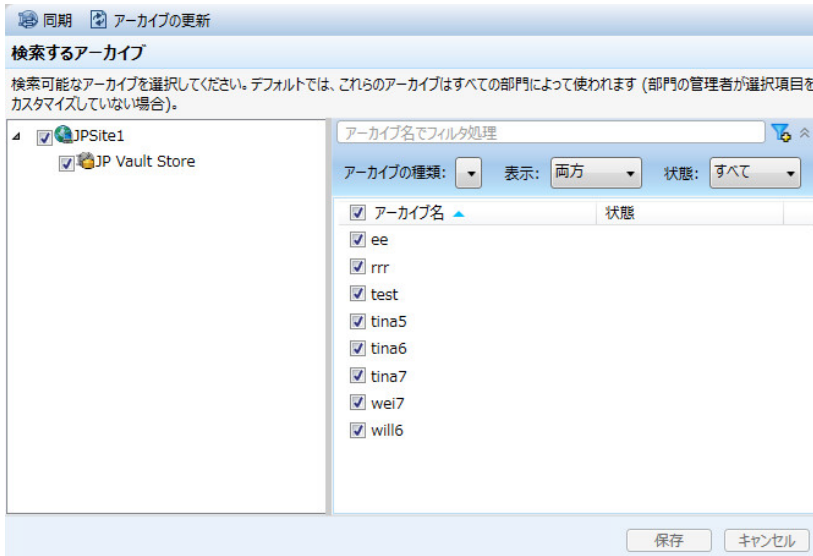 同期 アーカイブの更新
検索するアーカイブ
検索可能なアーカイブを選択してください。デフォルトでは、これらのアーカイブはすべての部門によって使われます (部門の管理者が選択項目を
カスタマイズしていない場合)。
JPSite1
JP Vault Store
アーカイブ名でフィルタ処理
アーカイブの種類: 表示: 両方 状態: すべて
アーカイブ名 状態
ee
rrr
test
tina5
tina6
tina7
wei7
will6
保存 キャンセル